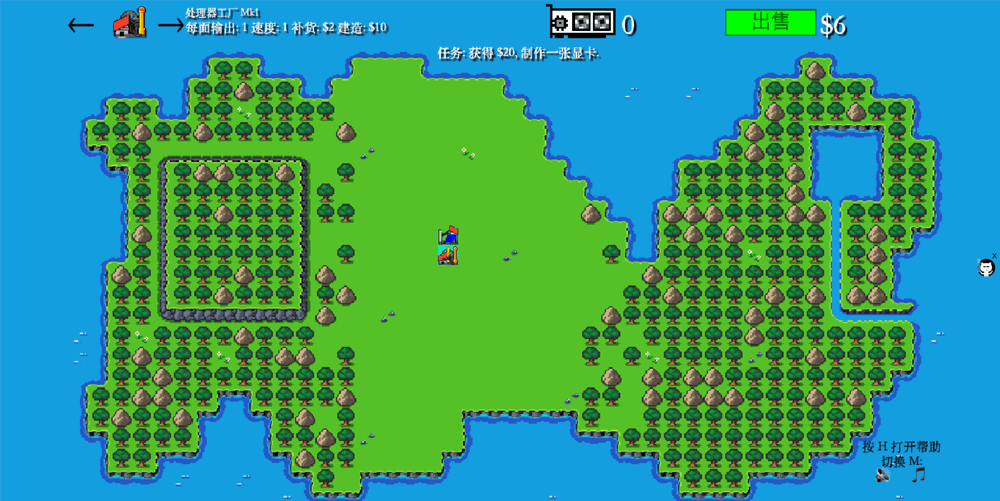 处理器工厂 Mk1
每面输出: 1 速度: 1 补货: $2 建造: $10
0
出售 $6
任务: 获得 $20, 制作一张显卡.
x
按 H 打开帮助
切换 M: